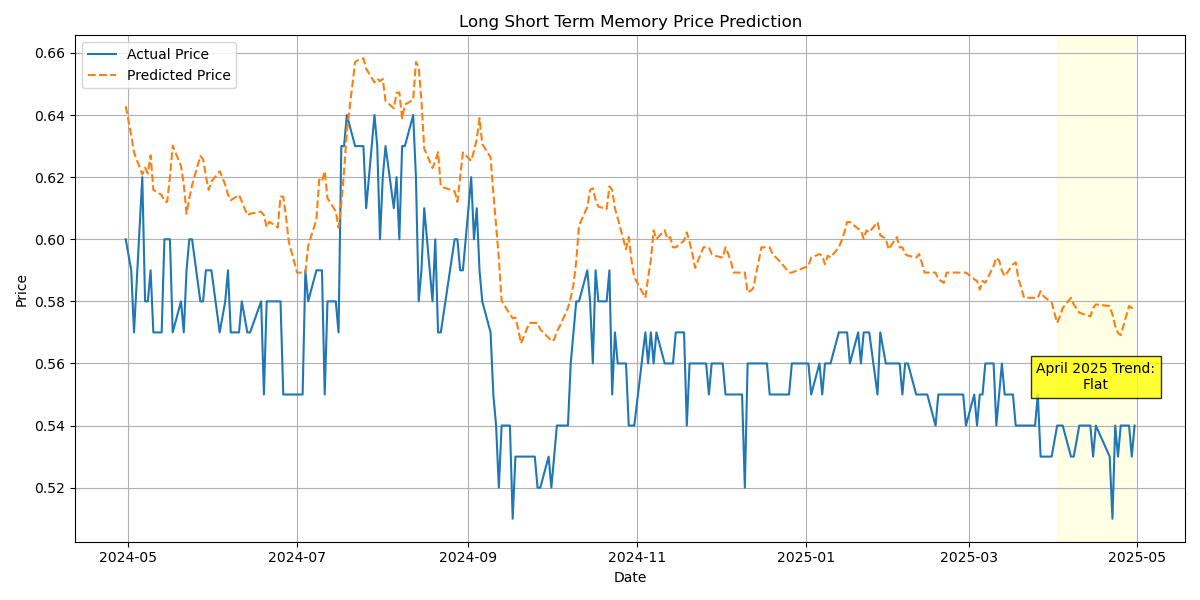 Long Short Term Memory Price Prediction
Actual Price
Predicted Price
Price
0.66
0.64
0.62
0.60
0.58
0.56
0.54
0.52
April 2025 Trend:
Flat
2024-05
2024-07
2024-09
2024-11
2025-01
2025-03
2025-05
Date